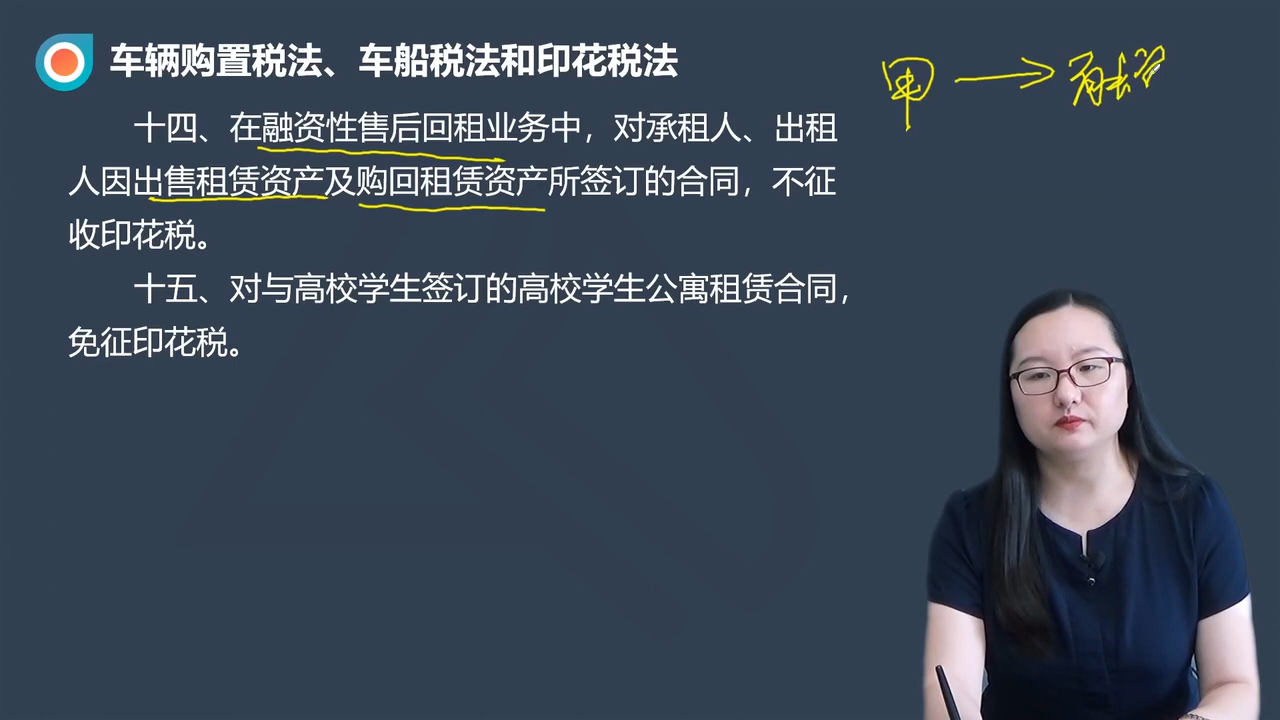 车辆购置税法、车船税法和印花税法
十四、在融资性售后回租业务中，对承租人、出租
人因出售租赁资产及购回租赁资产所签订的合同，不征
收印花税。
十五、对与高校学生签订的高校学生公寓租赁合同，
免征印花税。
甲